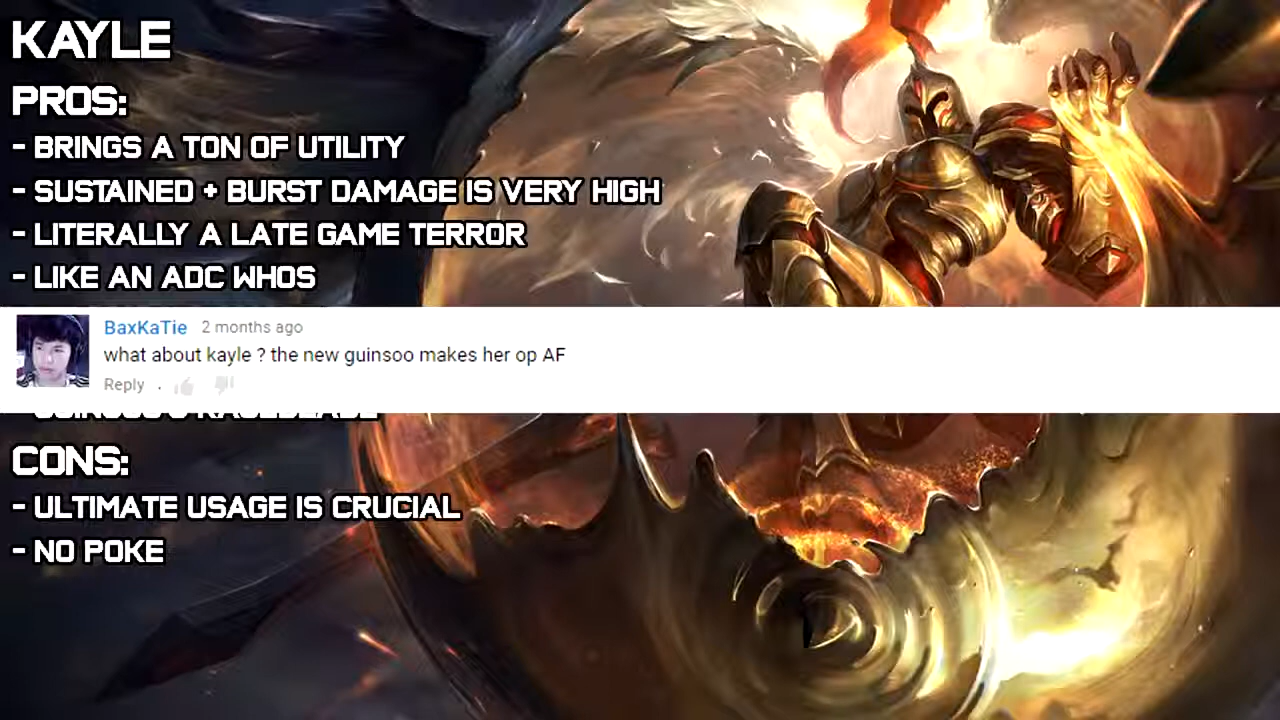 KAYLE
PROS:
- BRINGS A TON OF UTILITY
- SUSTAINED + BURST DAMAGE IS VERY HIGH
- LITERALLY A LATE GAME TERROR
- LIKE AN ADC WHOS
BaxKaTie 2 months ago
what about kayle ? the new guinsoo makes her op AF
Reply .
CONS:
- ULTIMATE USAGE IS CRUCIAL
- NO POKE